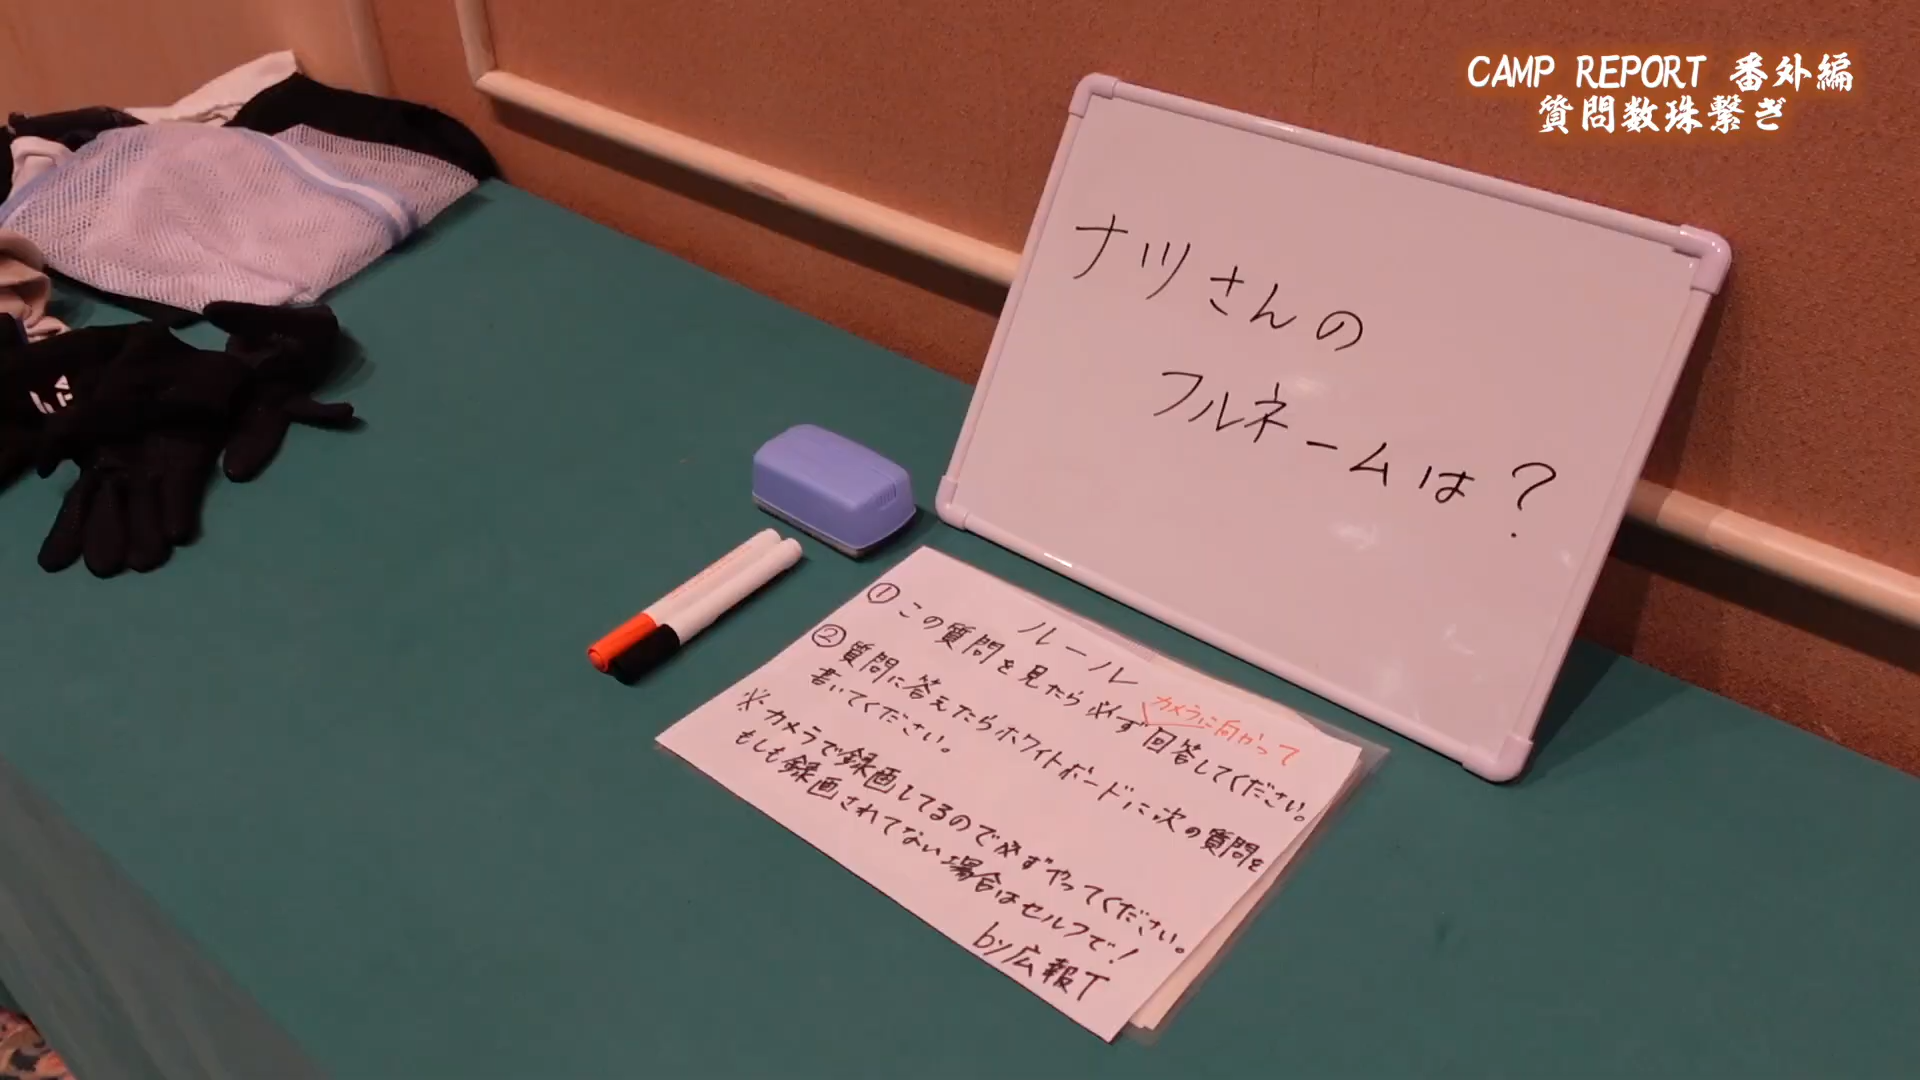 CAMP REPORT 番外編
質問数珠繋ぎ
ナツさんの
フルネームは?
ルール
①この質問を見たら必ず回答してください。
カメラに向かって
②質問に答えたらホワイトボードに次の質問を
書いてください。
※カメラで録画してるので必ずやってください。
もしも録画されてない場合はセルフで!
by広報T